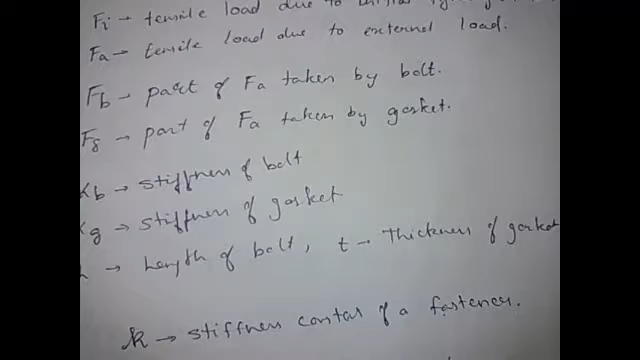 Fi → tensile load due to initial
Fa → tensile load due to external load.
Fb → part of Fa taken by bolt.
Fg → part of Fa taken by gasket.
Kb → stiffness of bolt
Kg → stiffness of gasket
→ Length of bolt, t → Thickness of gasket
k → stiffness contas of a fastener.